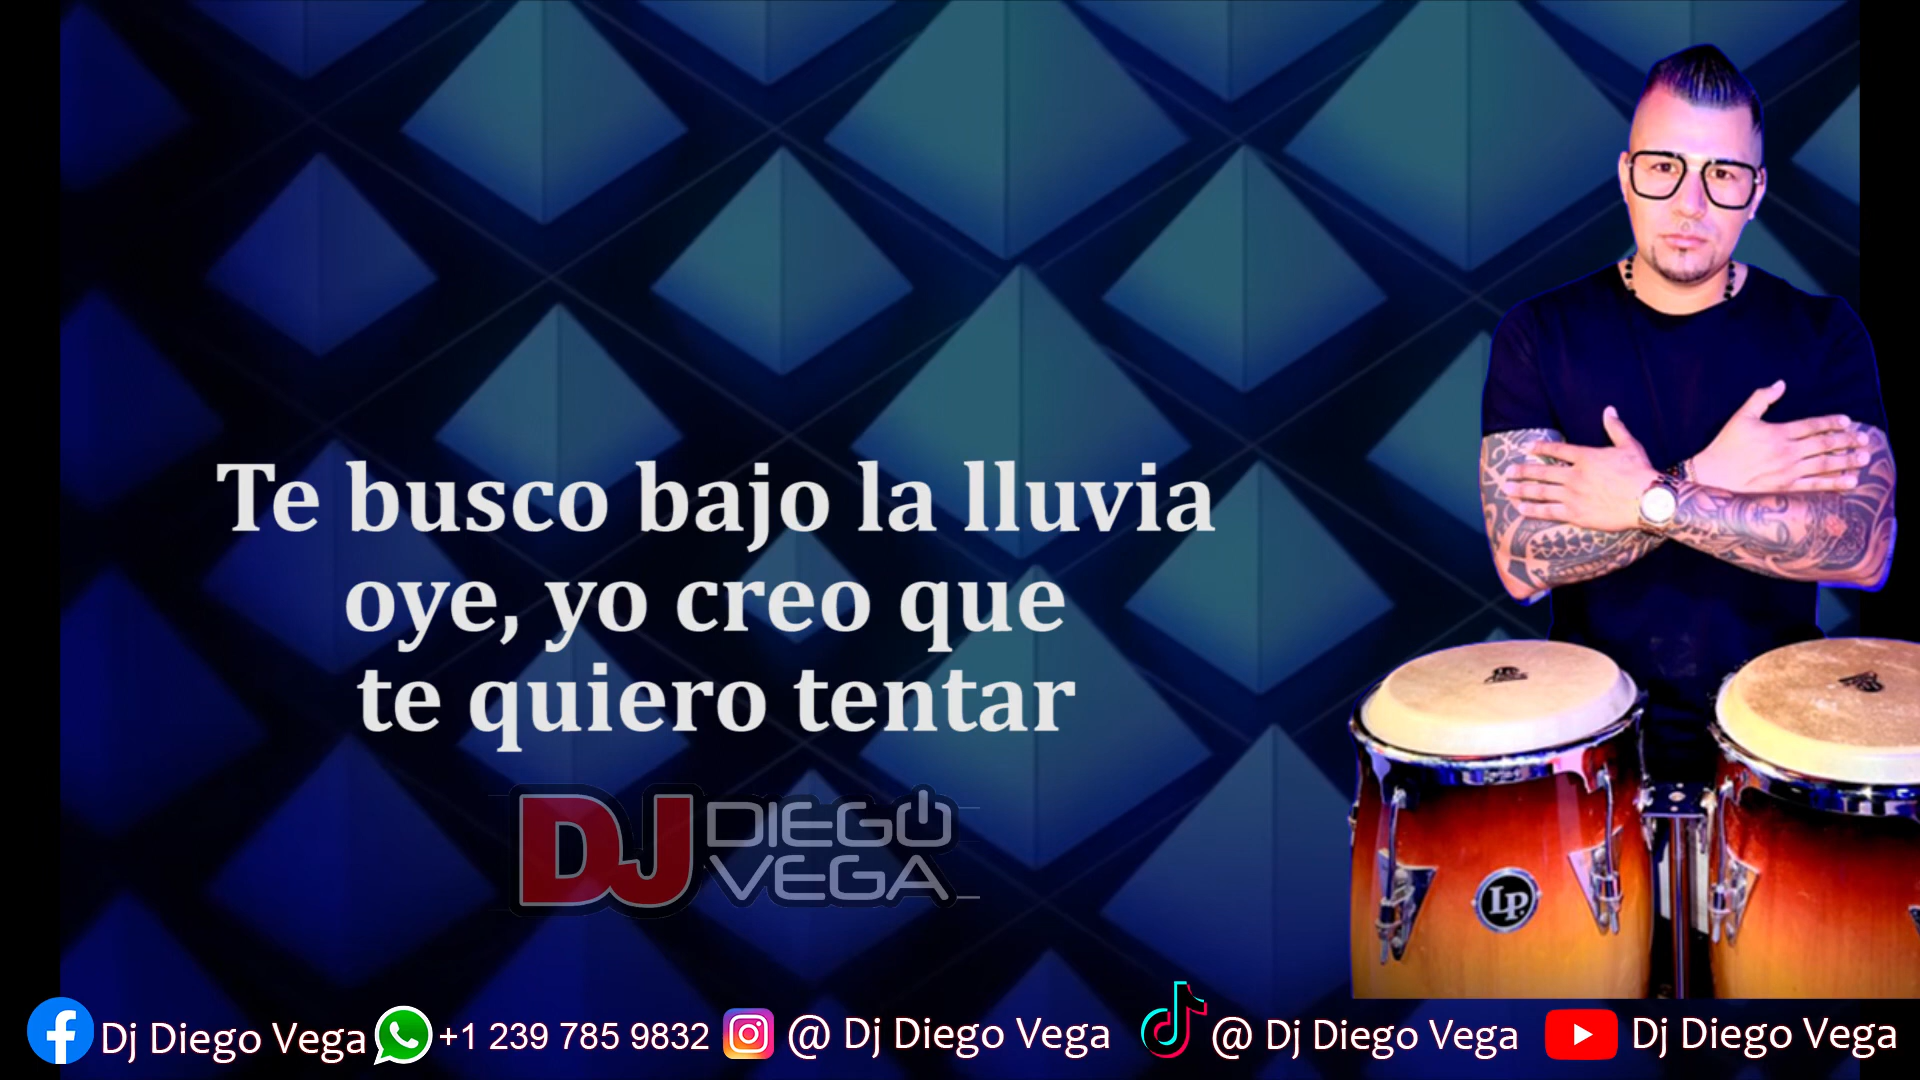 Te busco bajo la lluvia
oye, yo creo que
te quiero tentar
DJ DIEGO
VEGA
LP
Dj Diego Vega
+1 239 785 9832
@ Dj Diego Vega
@ Dj Diego Vega
Dj Diego Vega